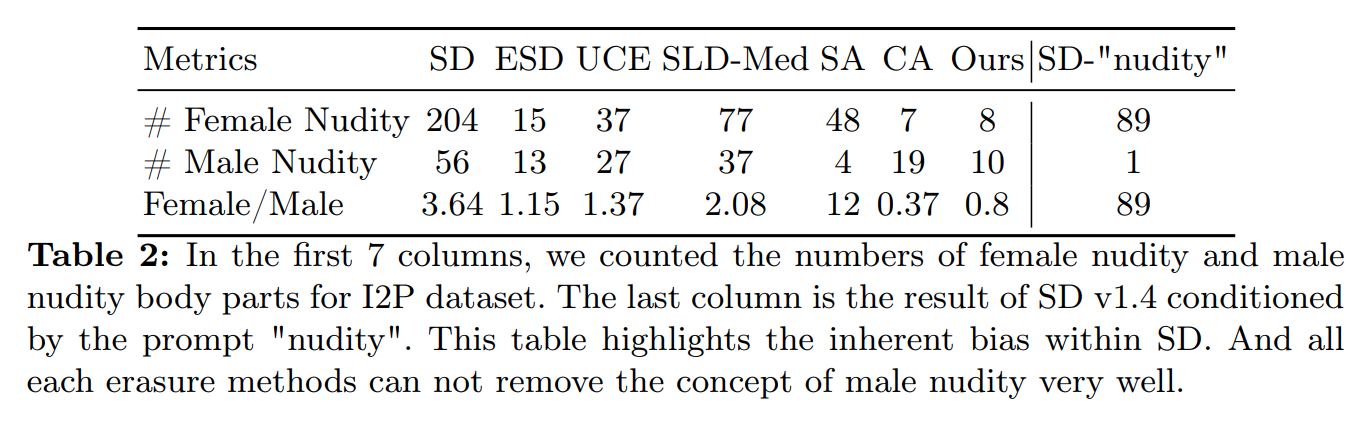 Metrics SD ESD UCE SLD-Med SA CA Ours SD-"nudity"
# Female Nudity 204 15 37 77 48 7 8 89
# Male Nudity 56 13 27 37 4 19 10 1
Female/Male 3.64 1.15 1.37 2.08 12 0.37 0.8 89
Table 2: In the first 7 columns, we counted the numbers of female nudity and male
nudity body parts for I2P dataset. The last column is the result of SD v1.4 conditioned
by the prompt "nudity". This table highlights the inherent bias within SD. And all
each erasure methods can not remove the concept of male nudity very well.